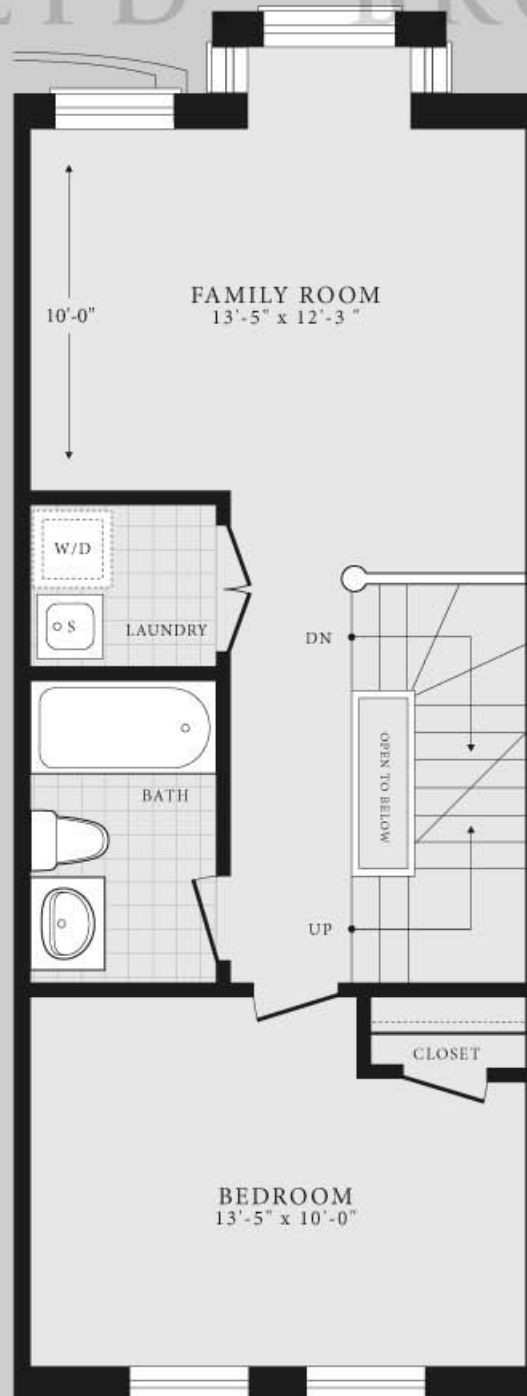 FAMILY ROOM
13'-5" x 12'-3 "
10'-0"
W/D
S
LAUNDRY
DN
OPEN TO BELOW
BATH
UP
CLOSET
BEDROOM
13'-5" x 10'-0"